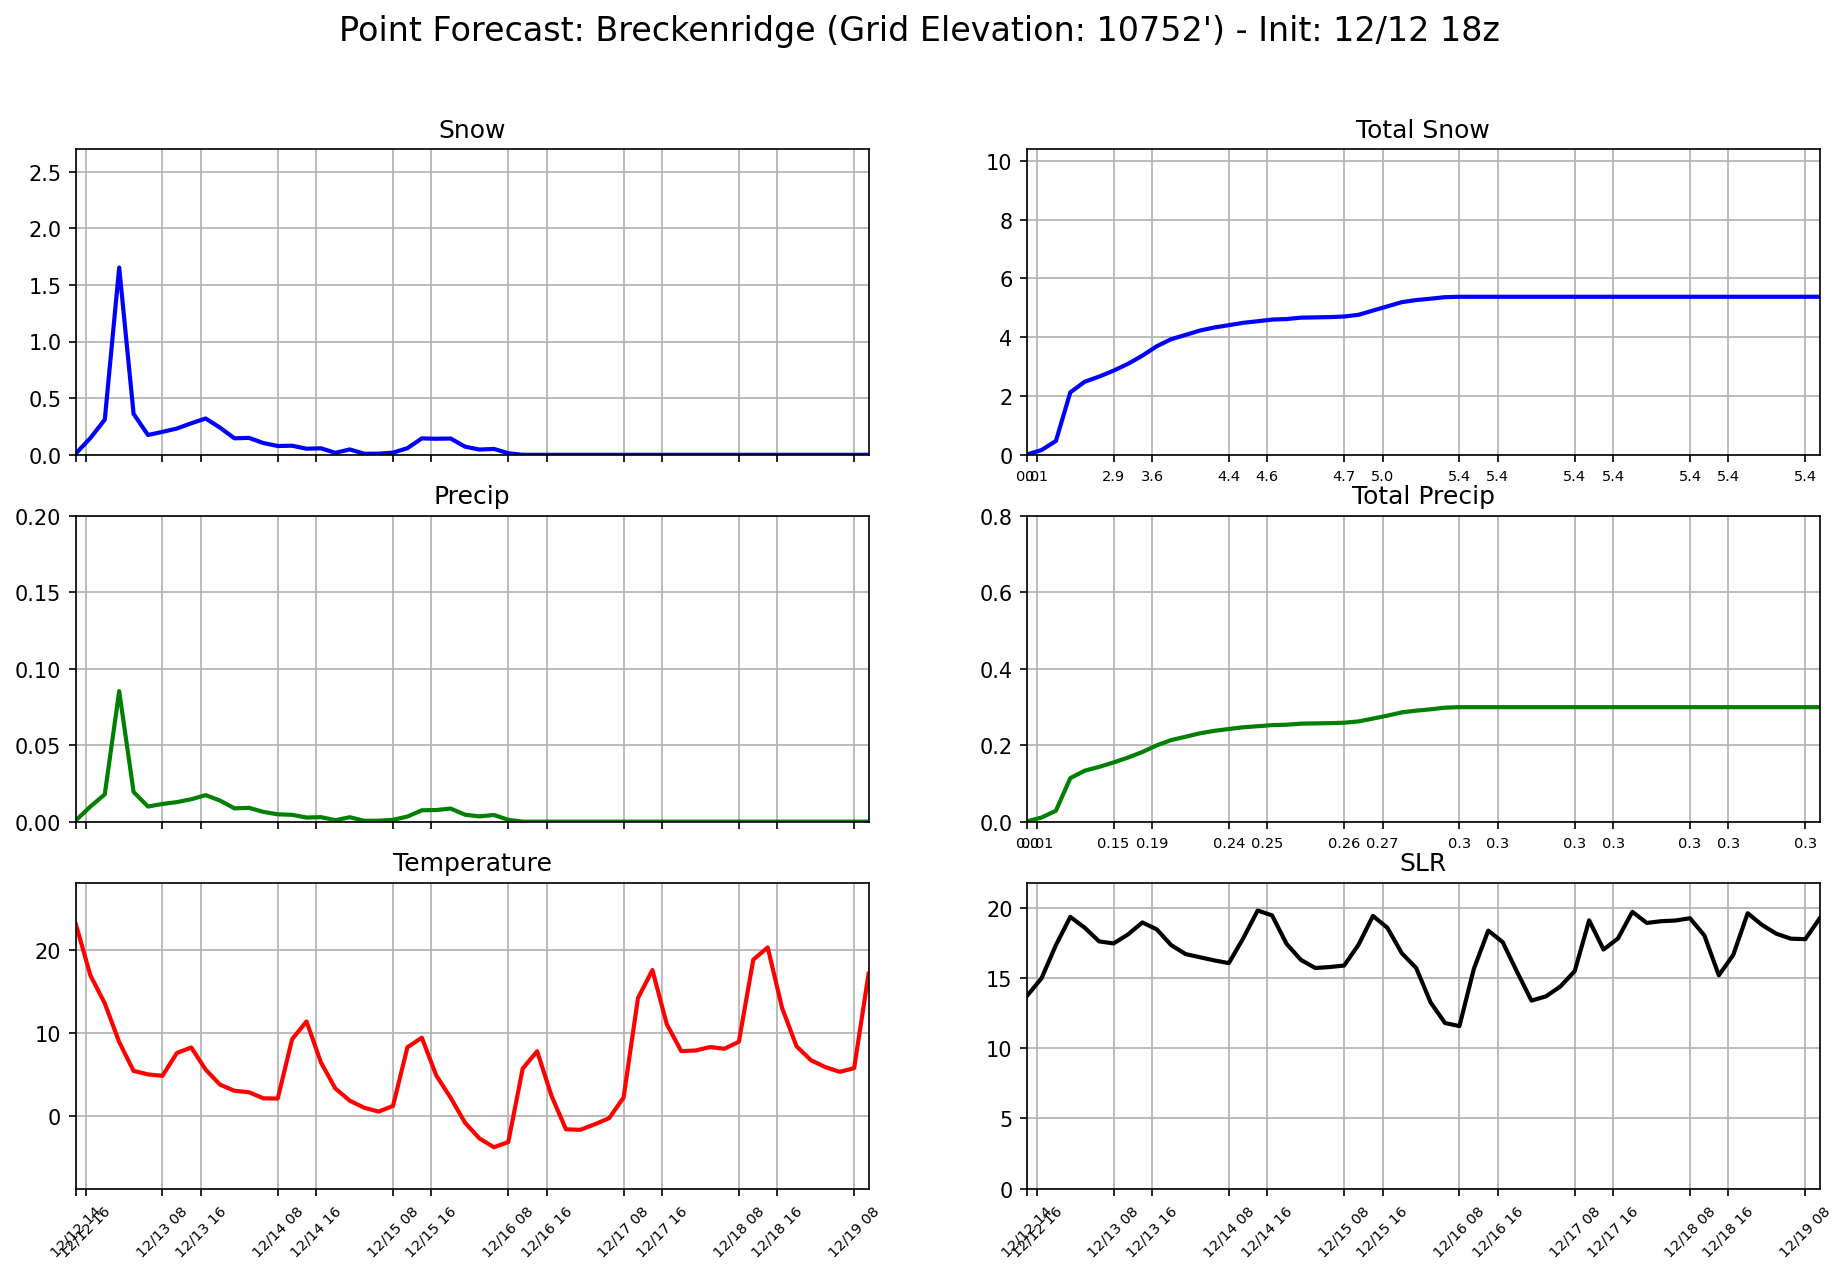 Point Forecast: Breckenridge (Grid Elevation: 10752') - Init: 12/12 18z
Snow
2.5
2.0
1.5
1.0
0.5
0.0
Total Snow
10
8
6
4
2
0
2.9 3.6 4.4 4.6 4.7 5.0 5.4 5.4 5.4 5.4 5.4 5.4 5.4
Precip
0.20
0.15
0.10
0.05
0.00
Total Precip
0.8
0.6
0.4
0.2
0.0
0.15 0.19 0.24 0.25 0.26 0.27 0.3 0.3 0.3 0.3 0.3 0.3 0.3
Temperature
20
10
0
12/12 16 12/13 08 12/13 16 12/14 08 12/14 16 12/15 08 12/15 16 12/16 08 12/16 16 12/17 08 12/17 16 12/18 08 12/18 16 12/19 08
SLR
20
15
10
5
0
12/12 16 12/13 08 12/13 16 12/14 08 12/14 16 12/15 08 12/15 16 12/16 08 12/16 16 12/17 08 12/17 16 12/18 08 12/18 16 12/19 08